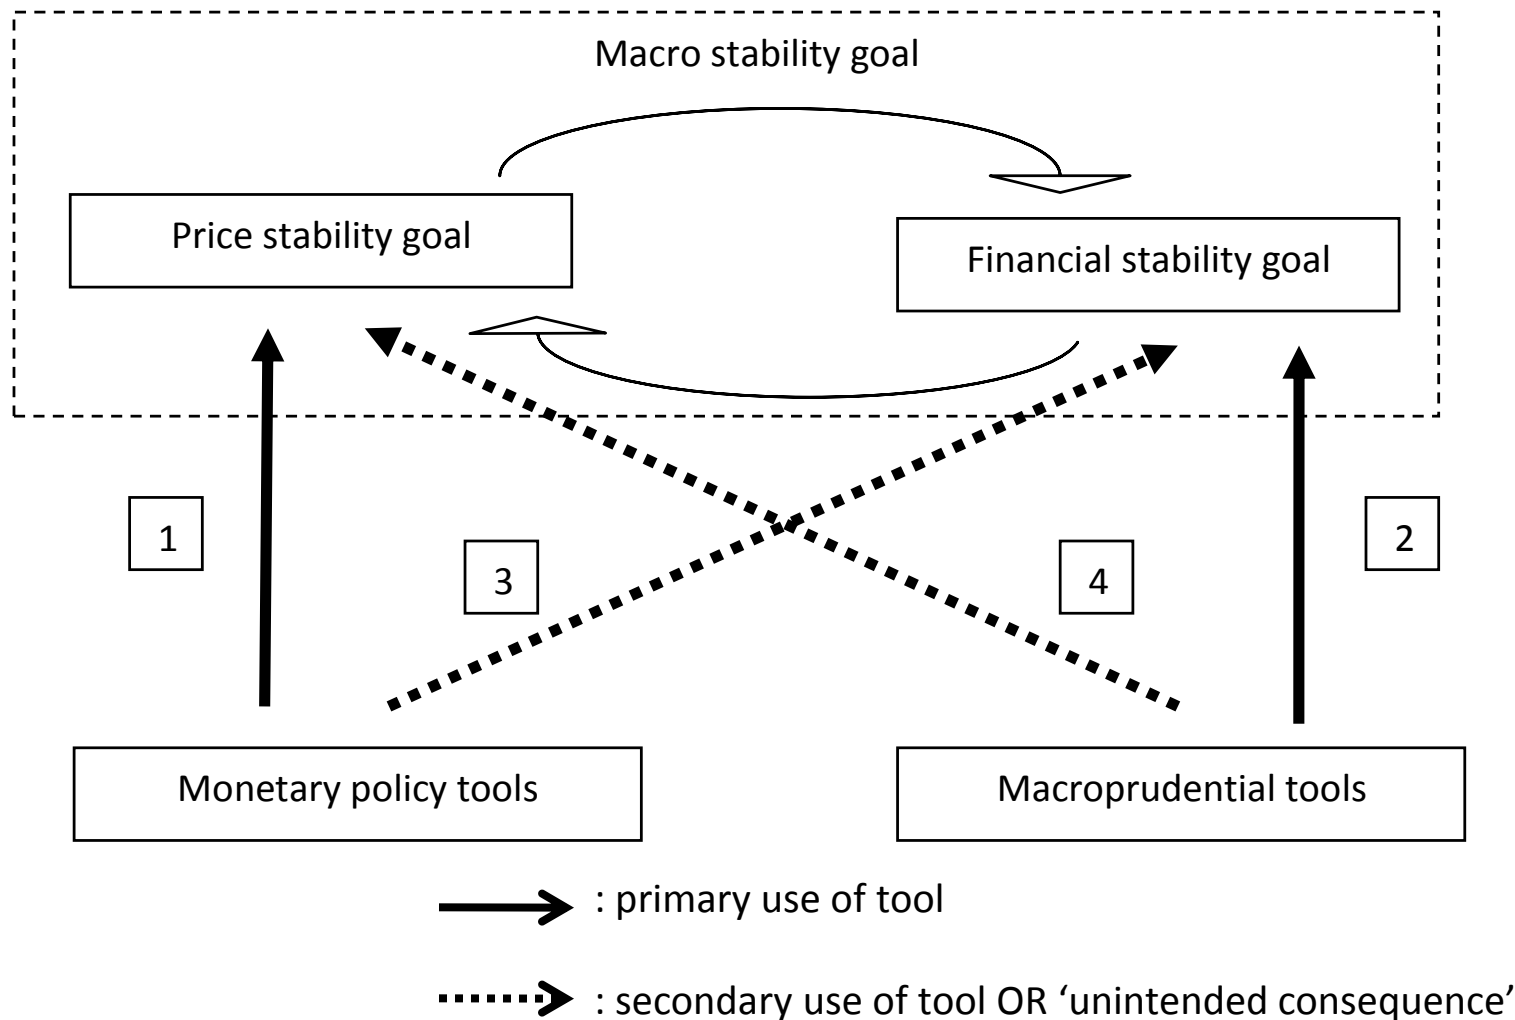 Macro stability goal
Price stability goal
Financial stability goal
1
2
3
4
Monetary policy tools
Macroprudential tools
: primary use of tool
: secondary use of tool OR ‘unintended consequence’